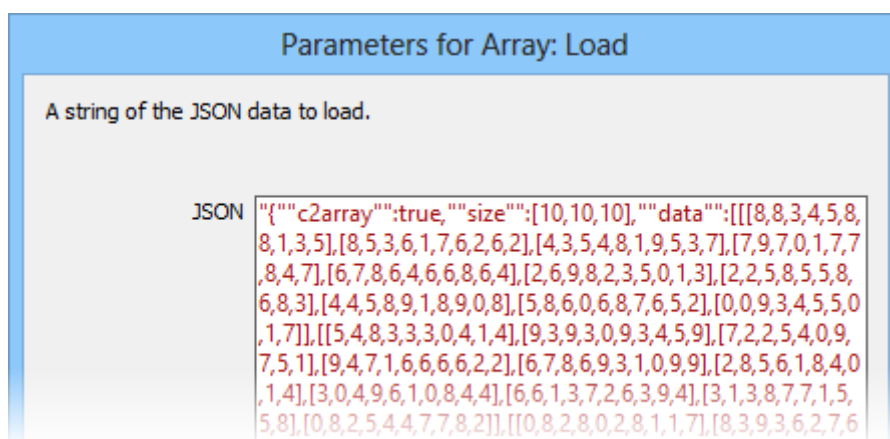 Parameters for Array: Load
A string of the JSON data to load.
JSON
"{""c2array"":true,""size"":[10,10,10],""data"":[[[8,8,3,4,5,8,
8,1,3,5],[8,5,3,6,1,7,6,2,6,2],[4,3,5,4,8,1,9,5,3,7],[7,9,7,0,1,7,7
,8,4,7],[6,7,8,6,4,6,6,8,6,4],[2,6,9,8,2,3,5,0,1,3],[2,2,5,8,5,5,8,
6,8,3],[4,4,5,8,9,1,8,9,0,8],[5,8,6,0,6,8,7,6,5,2],[0,0,9,3,4,5,5,0
,1,7]],[[5,4,8,3,3,3,0,4,1,4],[9,3,9,3,0,9,3,4,5,9],[7,2,2,5,4,0,9,
7,5,1],[9,4,7,1,6,6,6,6,2,2],[6,7,8,6,9,3,1,0,9,9],[2,8,5,6,1,8,4,0
,1,4],[3,0,4,9,6,1,0,8,4,4],[6,6,1,3,7,2,6,3,9,4],[3,1,3,8,7,7,1,5,
5,8],[0,8,2,5,4,4,7,7,8,2]],[[0,8,2,8,0,2,8,1,1,7],[8,3,9,3,6,2,7,6